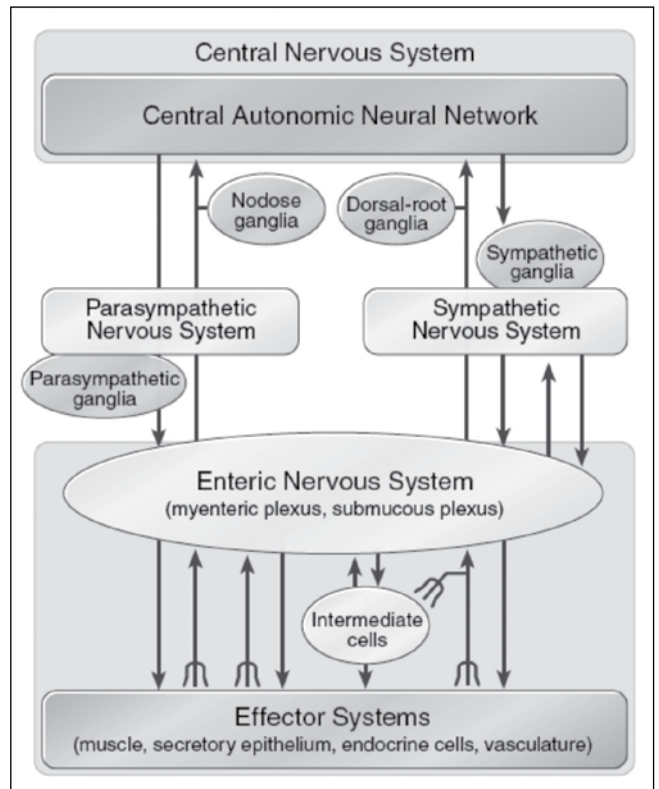 Central Nervous System
Central Autonomic Neural Network
Nodose
ganglia
Dorsal-root
ganglia
Sympathetic
ganglia
Parasympathetic
Nervous System
Sympathetic
Nervous System
Parasympathetic
ganglia
Enteric Nervous System
(myenteric plexus, submucous plexus)
Intermediate
cells
Effector Systems
(muscle, secretory epithelium, endocrine cells, vasculature)